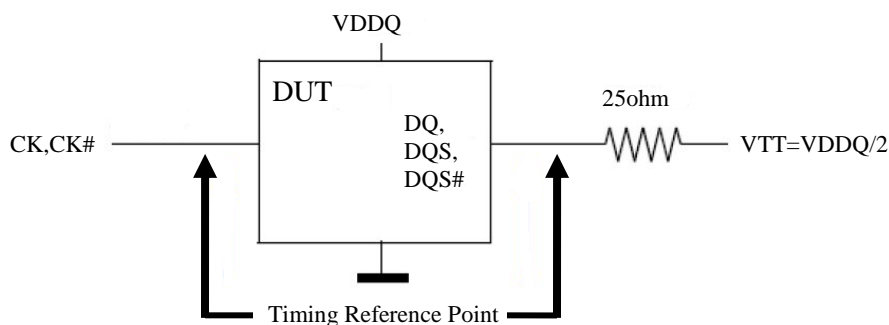 VDDQ
DUT
25ohm
DQ,
DQS,
DQS#
CK,CK#
VTT=VDDQ/2
Timing Reference Point